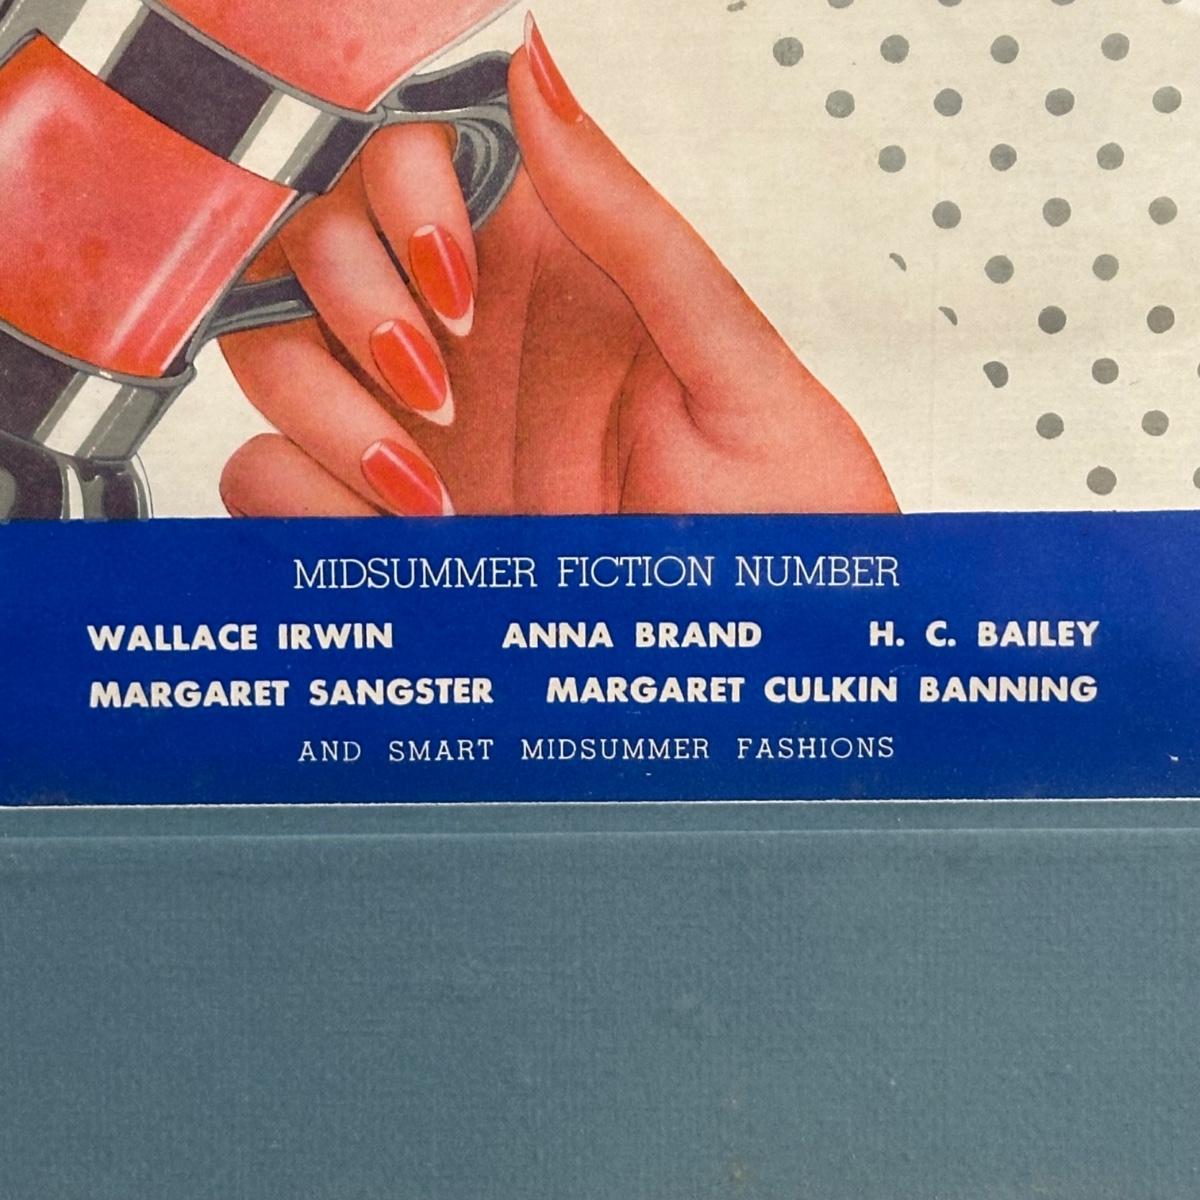 MIDSUMMER FICTION NUMBER
WALLACE IRWIN ANNA BRAND H. C. BAILEY
MARGARET SANGSTER MARGARET CULKIN BANNING
AND SMART MIDSUMMER FASHIONS